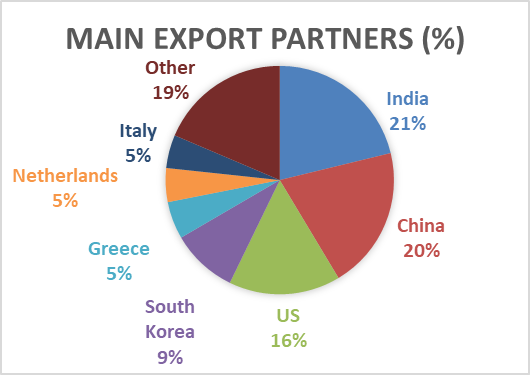 MAIN EXPORT PARTNERS (%)
Other
19%
India
21%
Italy
5%
Netherlands
5%
China
20%
Greece
5%
South
Korea
9%
US
16%